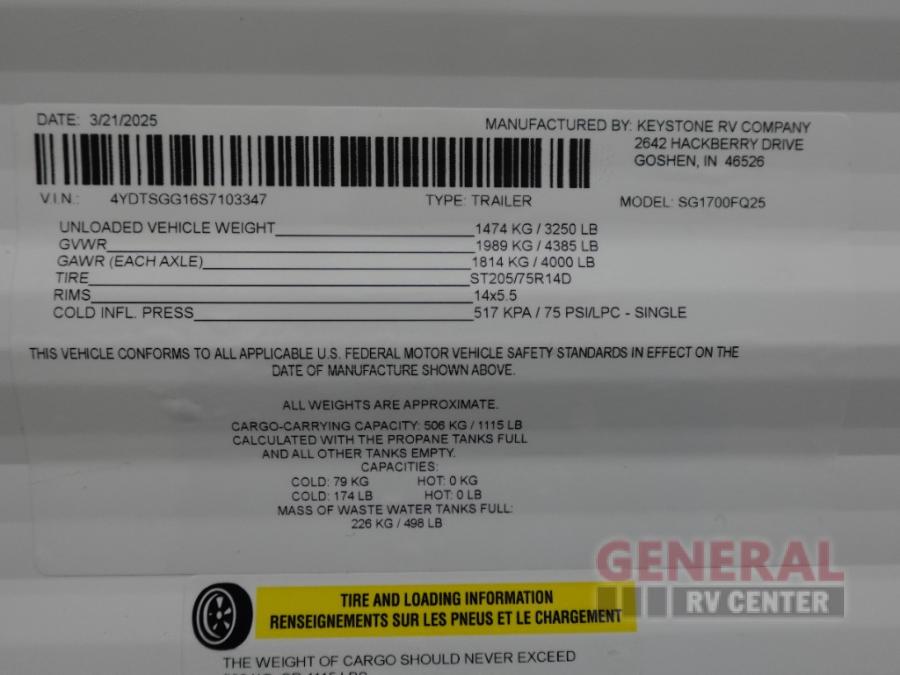 DATE: 3/21/2025
MANUFACTURED BY: KEYSTONE RV COMPANY
2642 HACKBERRY DRIVE
GOSHEN, IN 46526
V.I.N.: 4YDTSGG16S7103347 TYPE: TRAILER MODEL: SG1700FQ25
UNLOADED VEHICLE WEIGHT 1474 KG / 3250 LB
GVWR 1989 KG / 4385 LB
GAWR (EACH AXLE) 1814 KG / 4000 LB
TIRE ST205/75R14D
RIMS 14x5.5
COLD INFL. PRESS 517 KPA / 75 PSI/LPC - SINGLE
THIS VEHICLE CONFORMS TO ALL APPLICABLE U.S. FEDERAL MOTOR VEHICLE SAFETY STANDARDS IN EFFECT ON THE
DATE OF MANUFACTURE SHOWN ABOVE.
ALL WEIGHTS ARE APPROXIMATE.
CARGO-CARRYING CAPACITY: 506 KG / 1115 LB
CALCULATED WITH THE PROPANE TANKS FULL
AND ALL OTHER TANKS EMPTY.
CAPACITIES:
COLD: 79 KG HOT: 0 KG
COLD: 174 LB HOT: 0 LB
MASS OF WASTE WATER TANKS FULL:
226 KG / 498 LB
GENERAL
RV CENTER
TIRE AND LOADING INFORMATION
RENSEIGNEMENTS SUR LES PNEUS ET LE CHARGEMENT
THE WEIGHT OF CARGO SHOULD NEVER EXCEED